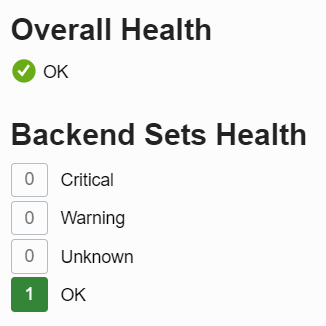 Overall Health
OK
Backend Sets Health
0 Critical
0 Warning
0 Unknown
1 OK